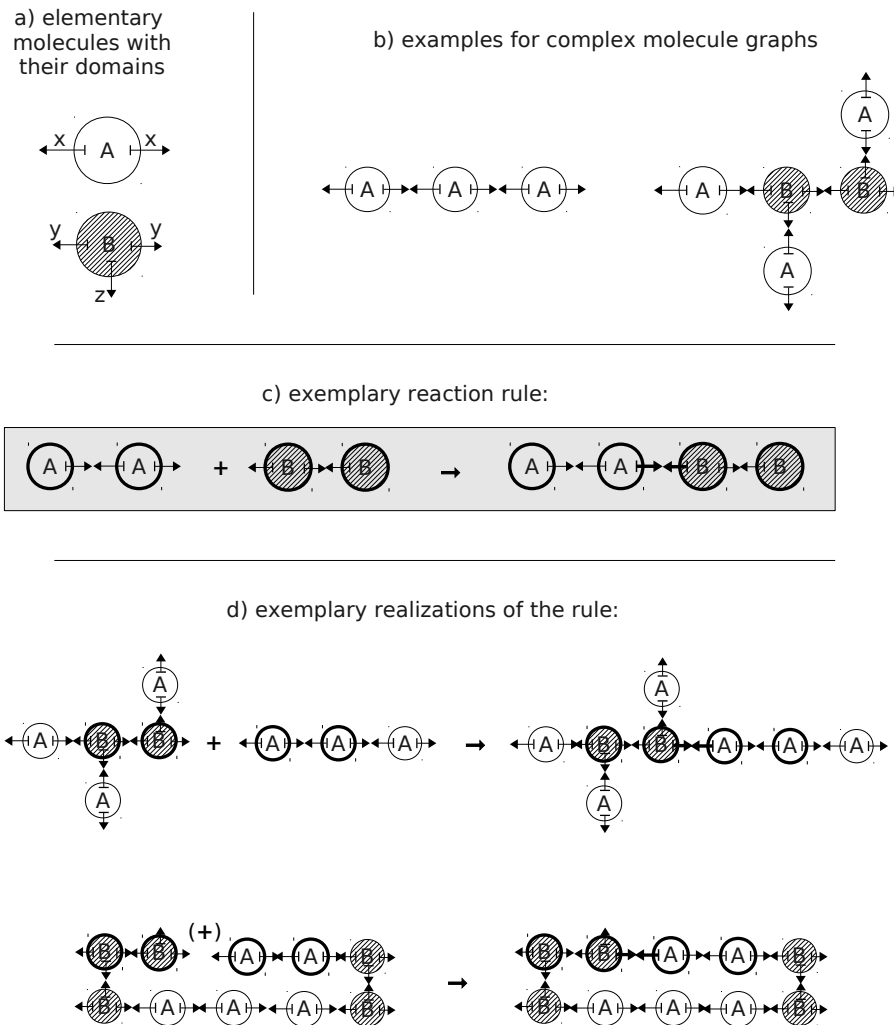 a) elementary
molecules with
their domains
b) examples for complex molecule graphs
x A x
y B y
z
A A A
A
A B B
A
c) exemplary reaction rule:
A A + B B → A A B B
d) exemplary realizations of the rule:
A A
A B B + A A A → A B B A A A
A A
B B (+) A A B → B B A A B
B A A A B B A A A B